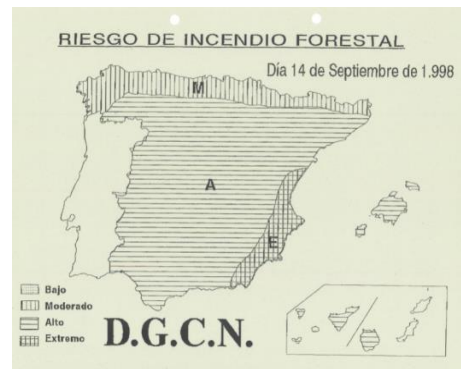 RIESGO DE INCENDIO FORESTAL
Día 14 de Septiembre de 1.998
M
A
E
Bajo
Moderado
Alto
Extremo
D.G.C.N.